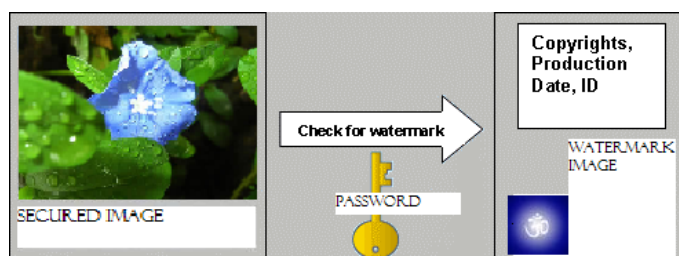 SECURED IMAGE
Check for watermark
PASSWORD
Copyrights,
Production
Date, ID
WATERMARK
IMAGE
ॐ